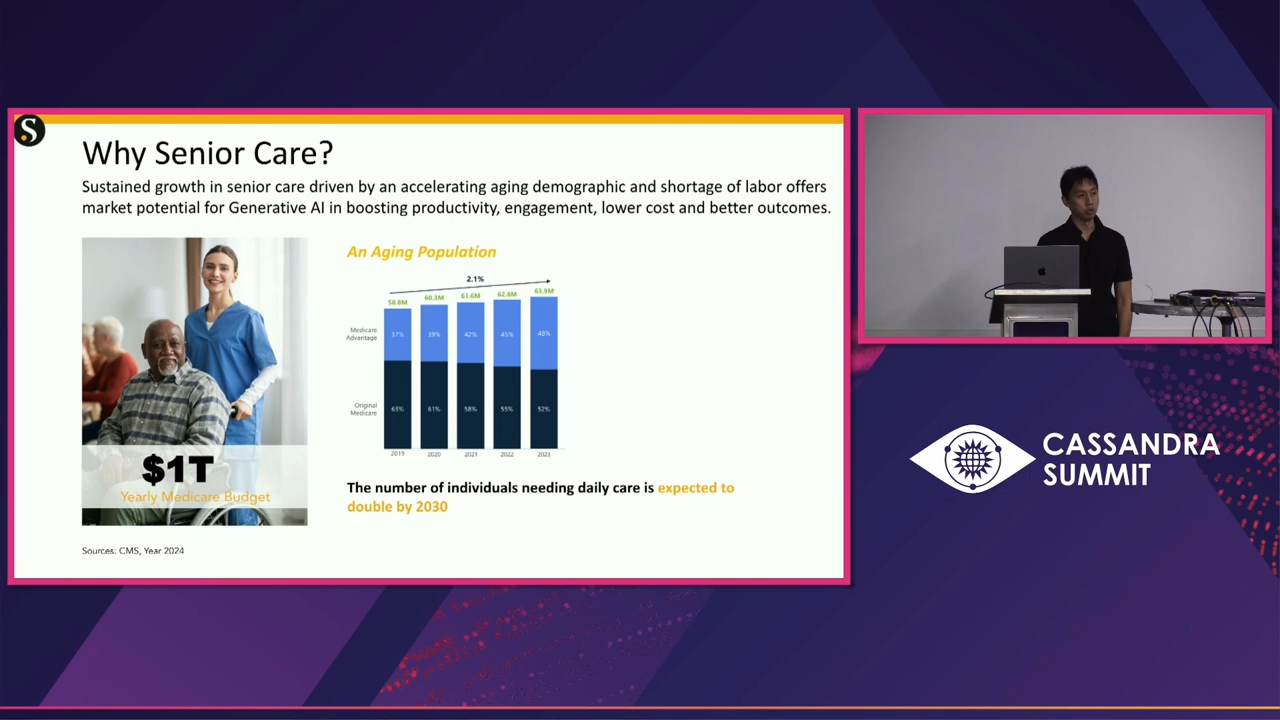 S
Why Senior Care?
Sustained growth in senior care driven by an accelerating aging demographic and shortage of labor offers
market potential for Generative AI in boosting productivity, engagement, lower cost and better outcomes.
$1T
Yearly Medicare Budget
An Aging Population
2.1%
58.8M 60.3M 61.6M 62.6M 63.9M
Medicare
Advantage
37% 39% 42% 45% 48%
Original
Medicare
63% 61% 58% 55% 52%
2019 2020 2021 2022 2023
The number of individuals needing daily care is expected to
double by 2030
Sources: CMS, Year 2024
CASSANDRA
SUMMIT